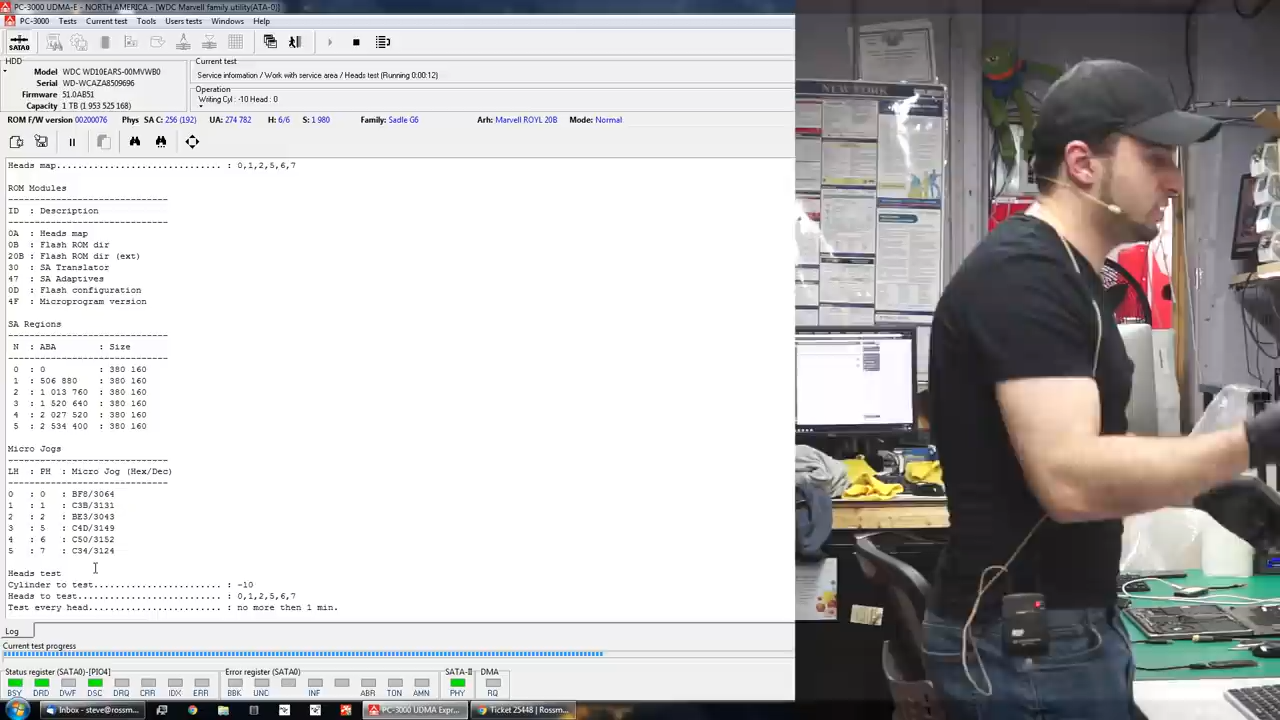 PC-3000 UDMA-E - NORTH AMERICA - [WDC Marvell family utility(ATA-0)]
PC-3000 Tests Current test Tools Users tests Windows Help
SATA0
HDD
Model WDC WD10EARS-00MVWB0
Serial WD-WCAZA8509696
Firmware 51.0AB51
Capacity 1 TB (1 953 525 168)
Current test
Service information / Work with service area / Heads test (Running 0:00:12)
Operation
Writing Cyl : -10 Head : 0
ROM F/W version 00200076 Phys SA C: 256 (192) UA: 274 782 H: 6/6 S: 1 980 Family: Sadle G6 Arh: Marvell ROYL 20B Mode: Normal
Heads map............................. : 0,1,2,5,6,7
ROM Modules
ID : Description
0A : Heads map
0B : Flash ROM dir
20B : Flash ROM dir (ext)
30 : SA Translator
47 : SA Adaptives
0D : Flash configuration
4F : Microprogram version
SA Regions
N : ABA : Size
0 : 0 : 380 160
1 : 506 880 : 380 160
2 : 1 013 760 : 380 160
3 : 1 520 640 : 380 160
4 : 2 027 520 : 380 160
5 : 2 534 400 : 380 160
Micro Jogs
LH : PH : Micro Jog (Hex/Dec)
0 : 0 : BF8/3064
1 : 1 : C3B/3131
2 : 2 : BE3/3043
3 : 5 : C4D/3149
4 : 6 : C50/3152
5 : 7 : C34/3124
Heads test
Cylinder to test....................... : -10
Heads to test.......................... : 0,1,2,5,6,7
Test every head........................ : no more then 1 min.
Log
Current test progress
Status register (SATA0)-[PIO4] Error register (SATA0) SATA-II DMA
BSY DRD DWF DSC DRQ CRR IDX ERR BBK UNC INF ABR TON AMN PHY RQ
Inbox - steve@rossm... PC-3000 UDMA Expr... Ticket 25448 | Rossm...
NEW YORK